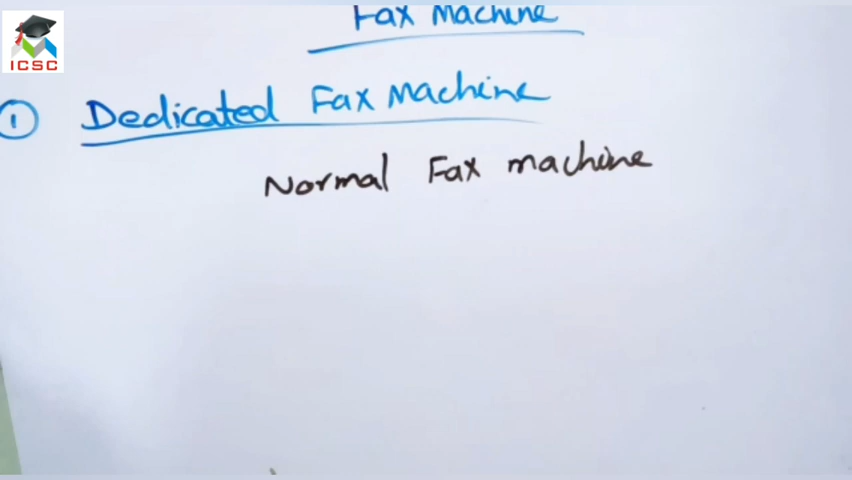 Fax Machine
ICSC
① Dedicated Fax Machine
Normal Fax machine